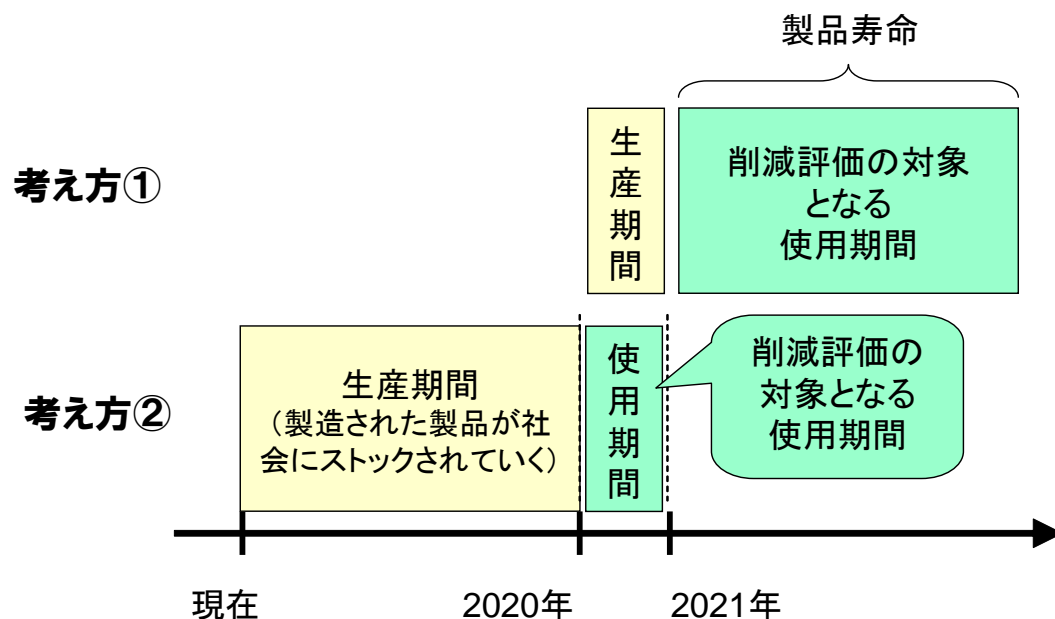 製品寿命
考え方①
生産期間
削減評価の対象
となる
使用期間
考え方②
生産期間
（製造された製品が社
会にストックされていく）
使用期間
削減評価の
対象となる
使用期間
現在
2020年
2021年